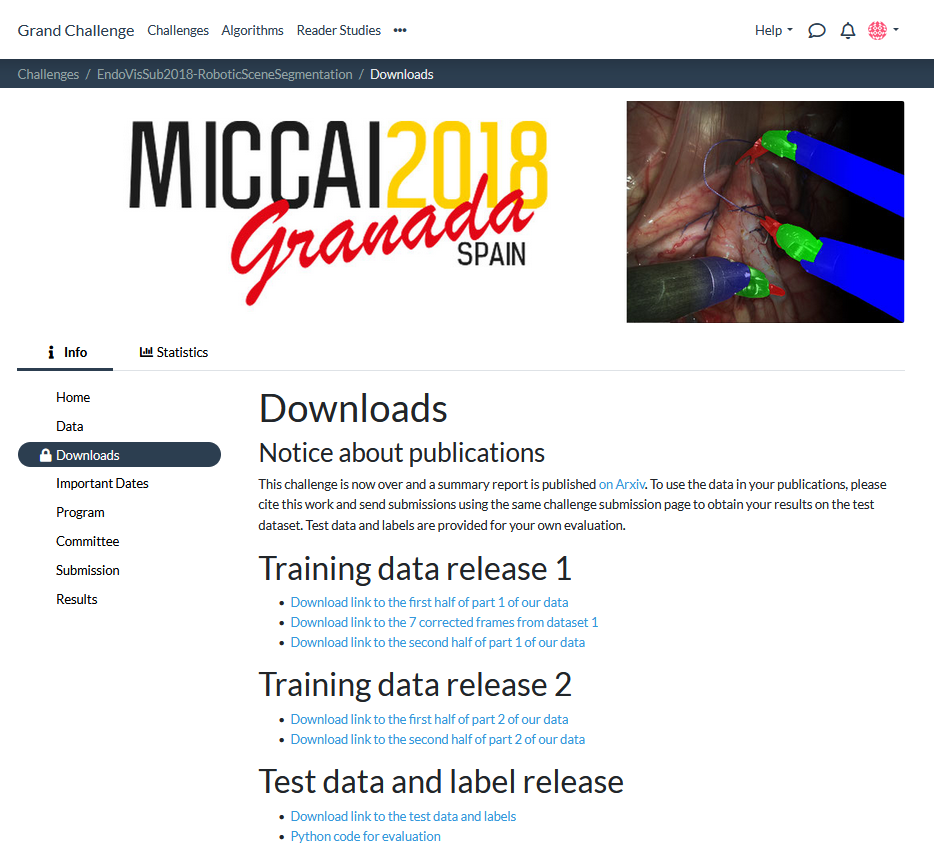 Grand Challenge Challenges Algorithms Reader Studies ••• Help
Challenges / EndoVisSub2018-RoboticSceneSegmentation / Downloads
MICCAI2018
Granada
SPAIN
Info Statistics
Home
Data
Downloads
Important Dates
Program
Committee
Submission
Results
Downloads
Notice about publications
This challenge is now over and a summary report is published on Arxiv. To use the data in your publications, please
cite this work and send submissions using the same challenge submission page to obtain your results on the test
dataset. Test data and labels are provided for your own evaluation.
Training data release 1
• Download link to the first half of part 1 of our data
• Download link to the 7 corrected frames from dataset 1
• Download link to the second half of part 1 of our data
Training data release 2
• Download link to the first half of part 2 of our data
• Download link to the second half of part 2 of our data
Test data and label release
• Download link to the test data and labels
• Python code for evaluation